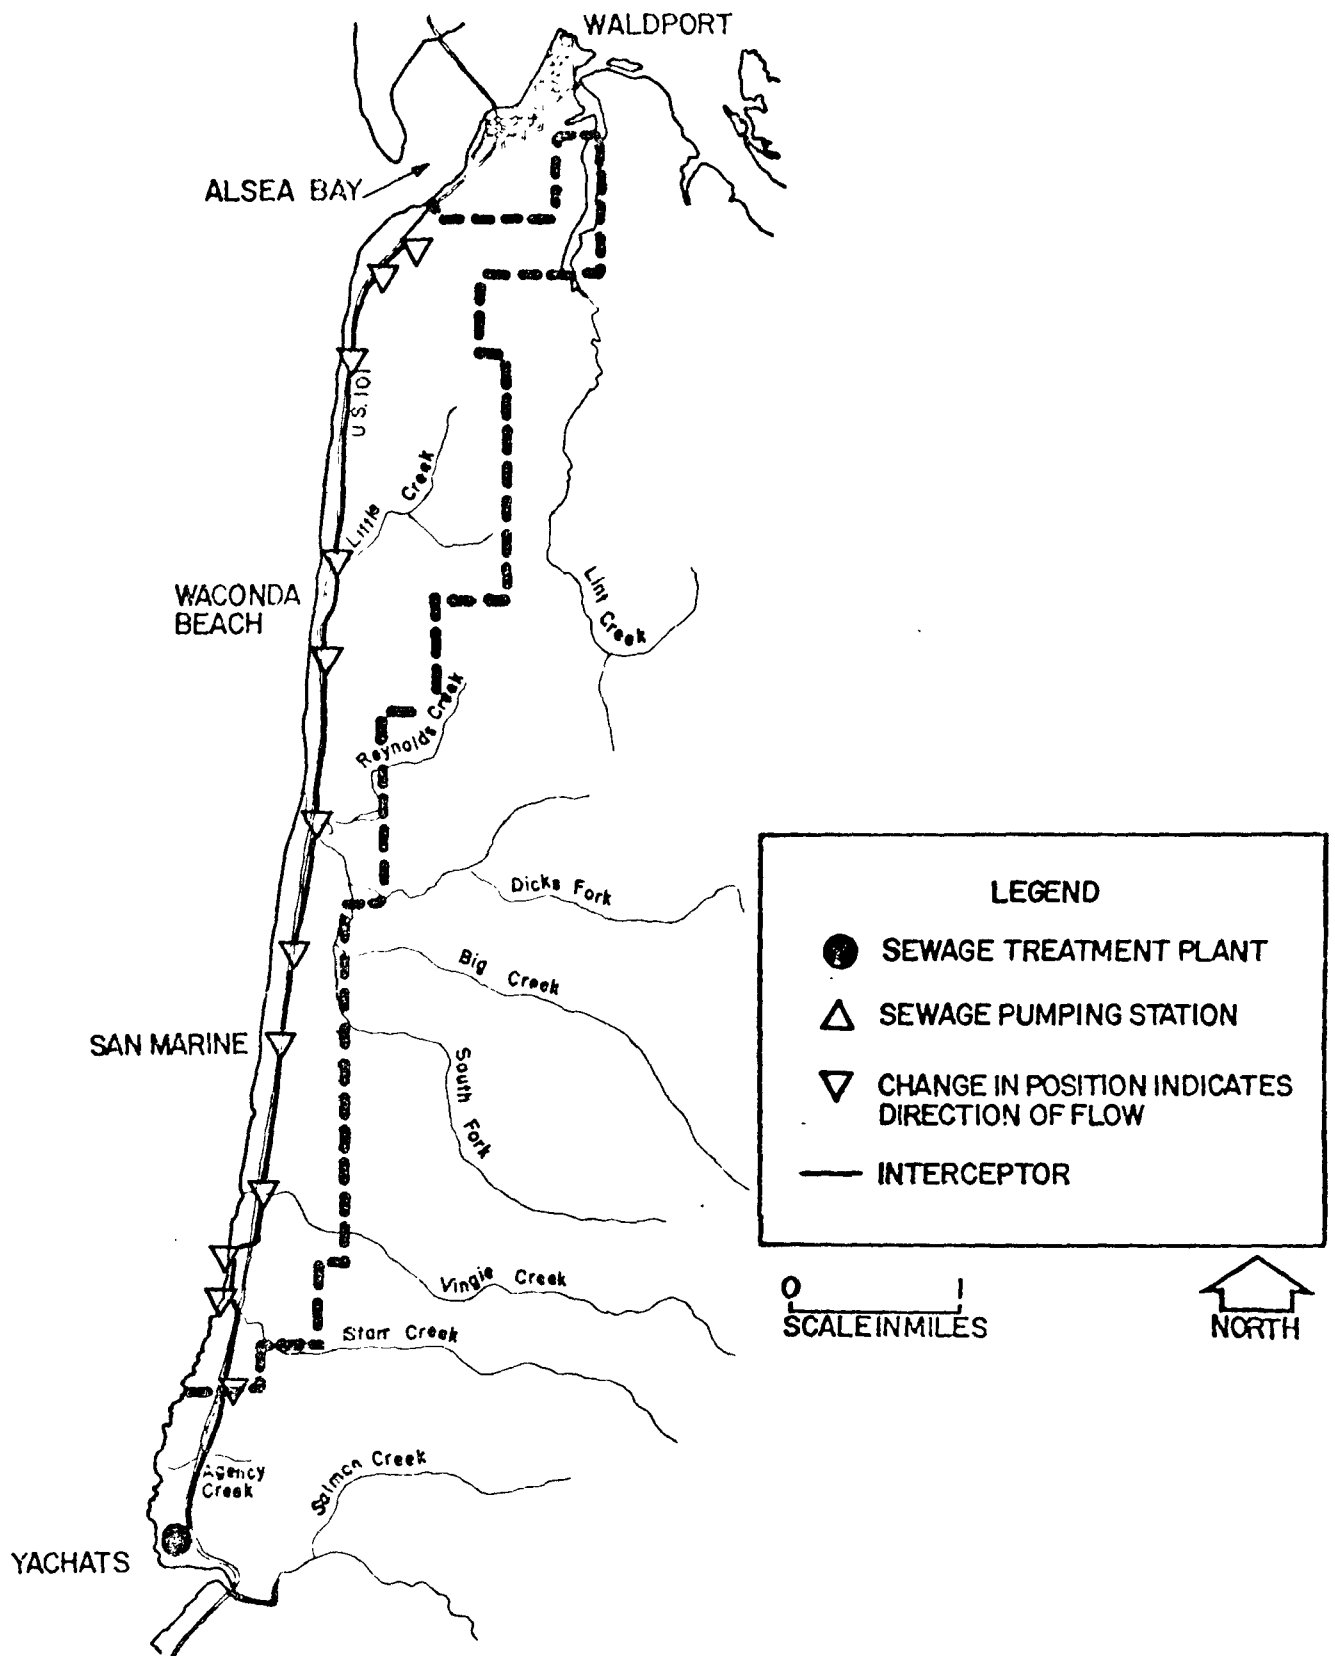 WALDPORT
ALSEA BAY
U.S. 101
Little Creek
WACONDA
BEACH
Lint Creek
Reynolds Creek
Dicks Fork
Big Creek
SAN MARINE
South Fork
Vingie Creek
Starr Creek
Agency
Creek
Salmon Creek
YACHATS
LEGEND
SEWAGE TREATMENT PLANT
SEWAGE PUMPING STATION
CHANGE IN POSITION INDICATES
DIRECTION OF FLOW
INTERCEPTOR
0 1
SCALE IN MILES
NORTH